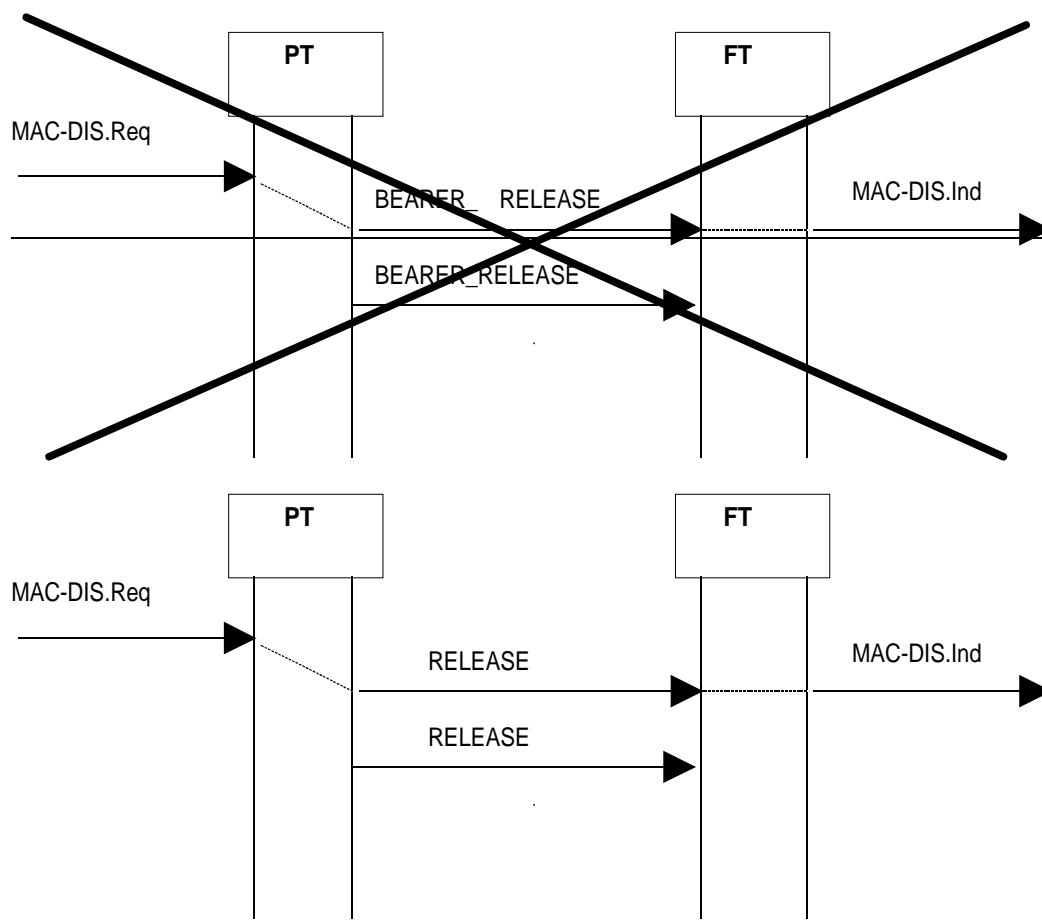 PT FT
MAC-DIS.Req
BEARER_ RELEASE MAC-DIS.Ind
BEARER_RELEASE
PT FT
MAC-DIS.Req
RELEASE MAC-DIS.Ind
RELEASE